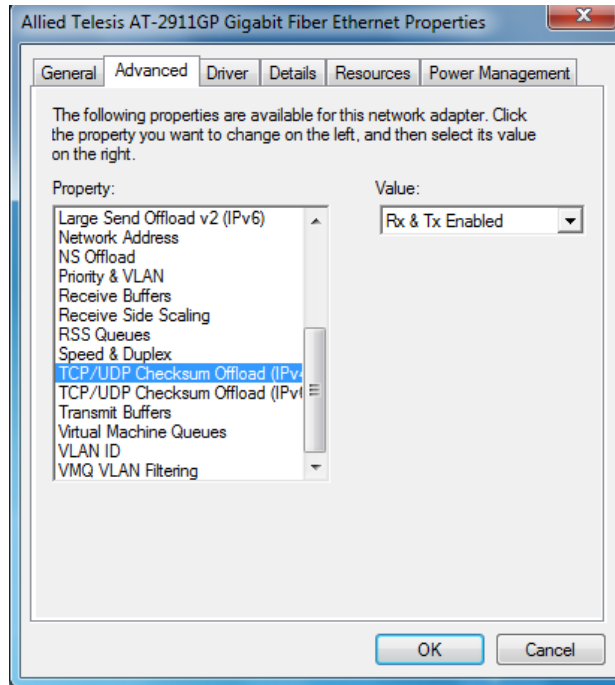 Allied Telesis AT-2911GP Gigabit Fiber Ethernet Properties
General Advanced Driver Details Resources Power Management
The following properties are available for this network adapter. Click
the property you want to change on the left, and then select its value
on the right.
Property:
Value:
Large Send Offload v2 (IPv6)
Rx & Tx Enabled
Network Address
NS Offload
Priority & VLAN
Receive Buffers
Receive Side Scaling
RSS Queues
Speed & Duplex
TCP/UDP Checksum Offload (IPv4
TCP/UDP Checksum Offload (IPv6
Transmit Buffers
Virtual Machine Queues
VLAN ID
VMQ VLAN Filtering
OK Cancel